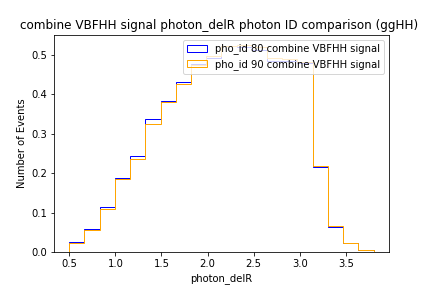 combine VBFHH signal photon_delR photon ID comparison (ggHH)
pho_id 80 combine VBFHH signal
pho_id 90 combine VBFHH signal
Number of Events
0.5
0.4
0.3
0.2
0.1
0.0
0.5 1.0 1.5 2.0 2.5 3.0 3.5
photon_delR